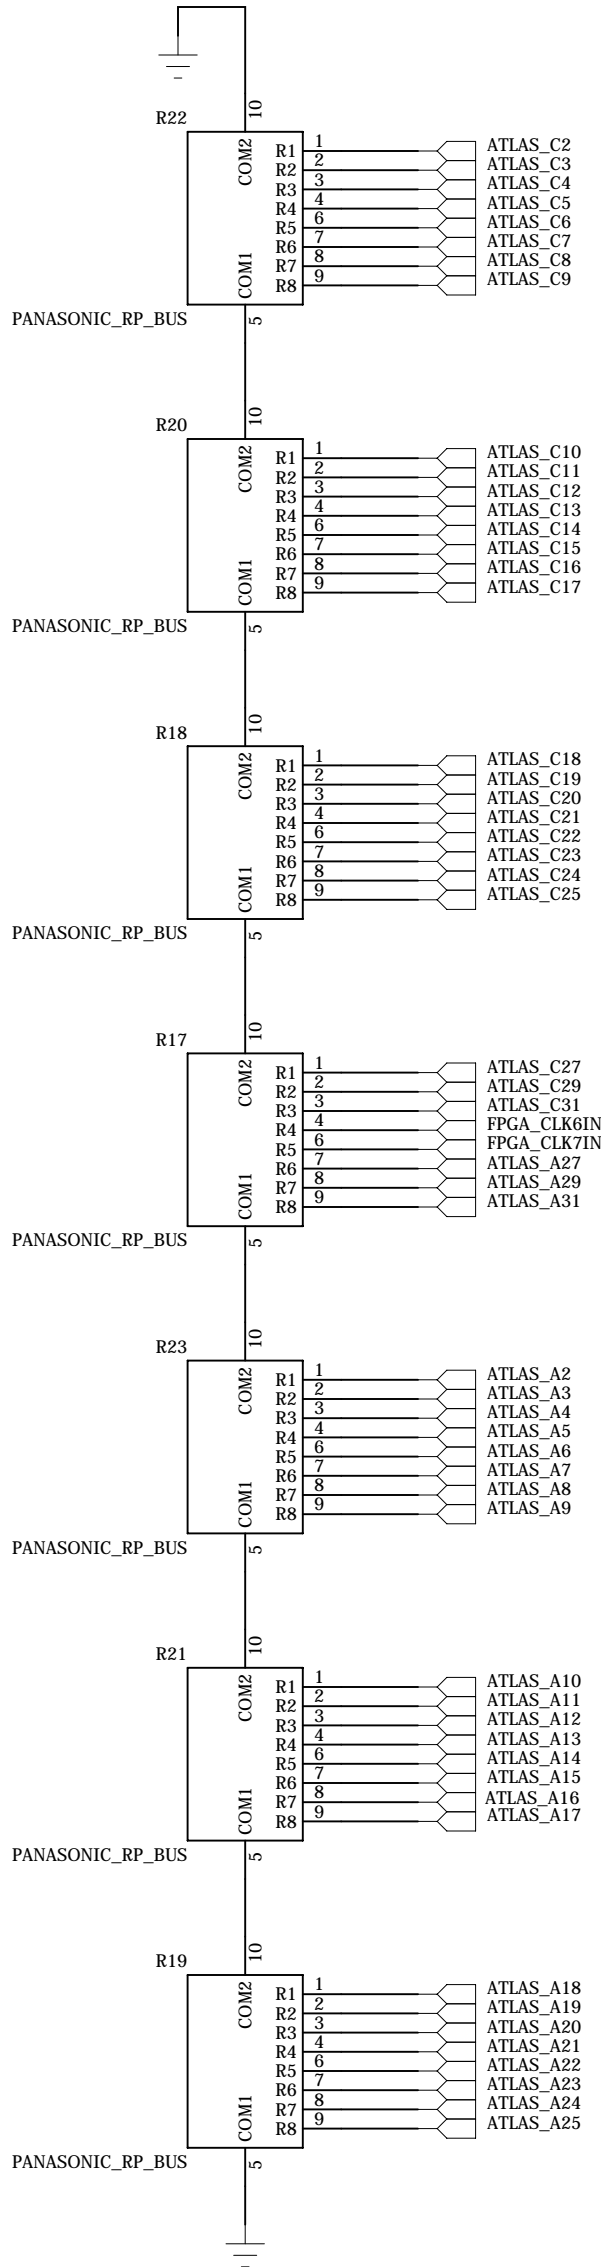 R22
10
COM2
R1 1 ATLAS_C2
R2 2 ATLAS_C3
R3 3 ATLAS_C4
R4 4 ATLAS_C5
R5 6 ATLAS_C6
R6 7 ATLAS_C7
R7 8 ATLAS_C8
R8 9 ATLAS_C9
COM1
PANASONIC_RP_BUS
5
R20
10
COM2
R1 1 ATLAS_C10
R2 2 ATLAS_C11
R3 3 ATLAS_C12
R4 4 ATLAS_C13
R5 6 ATLAS_C14
R6 7 ATLAS_C15
R7 8 ATLAS_C16
R8 9 ATLAS_C17
COM1
PANASONIC_RP_BUS
5
R18
10
COM2
R1 1 ATLAS_C18
R2 2 ATLAS_C19
R3 3 ATLAS_C20
R4 4 ATLAS_C21
R5 6 ATLAS_C22
R6 7 ATLAS_C23
R7 8 ATLAS_C24
R8 9 ATLAS_C25
COM1
PANASONIC_RP_BUS
5
R17
10
COM2
R1 1 ATLAS_C27
R2 2 ATLAS_C29
R3 3 ATLAS_C31
R4 4 FPGA_CLK6IN
R5 6 FPGA_CLK7IN
R6 7 ATLAS_A27
R7 8 ATLAS_A29
R8 9 ATLAS_A31
COM1
PANASONIC_RP_BUS
5
R23
10
COM2
R1 1 ATLAS_A2
R2 2 ATLAS_A3
R3 3 ATLAS_A4
R4 4 ATLAS_A5
R5 6 ATLAS_A6
R6 7 ATLAS_A7
R7 8 ATLAS_A8
R8 9 ATLAS_A9
COM1
PANASONIC_RP_BUS
5
R21
10
COM2
R1 1 ATLAS_A10
R2 2 ATLAS_A11
R3 3 ATLAS_A12
R4 4 ATLAS_A13
R5 6 ATLAS_A14
R6 7 ATLAS_A15
R7 8 ATLAS_A16
R8 9 ATLAS_A17
COM1
PANASONIC_RP_BUS
5
R19
10
COM2
R1 1 ATLAS_A18
R2 2 ATLAS_A19
R3 3 ATLAS_A20
R4 4 ATLAS_A21
R5 6 ATLAS_A22
R6 7 ATLAS_A23
R7 8 ATLAS_A24
R8 9 ATLAS_A25
COM1
PANASONIC_RP_BUS
5